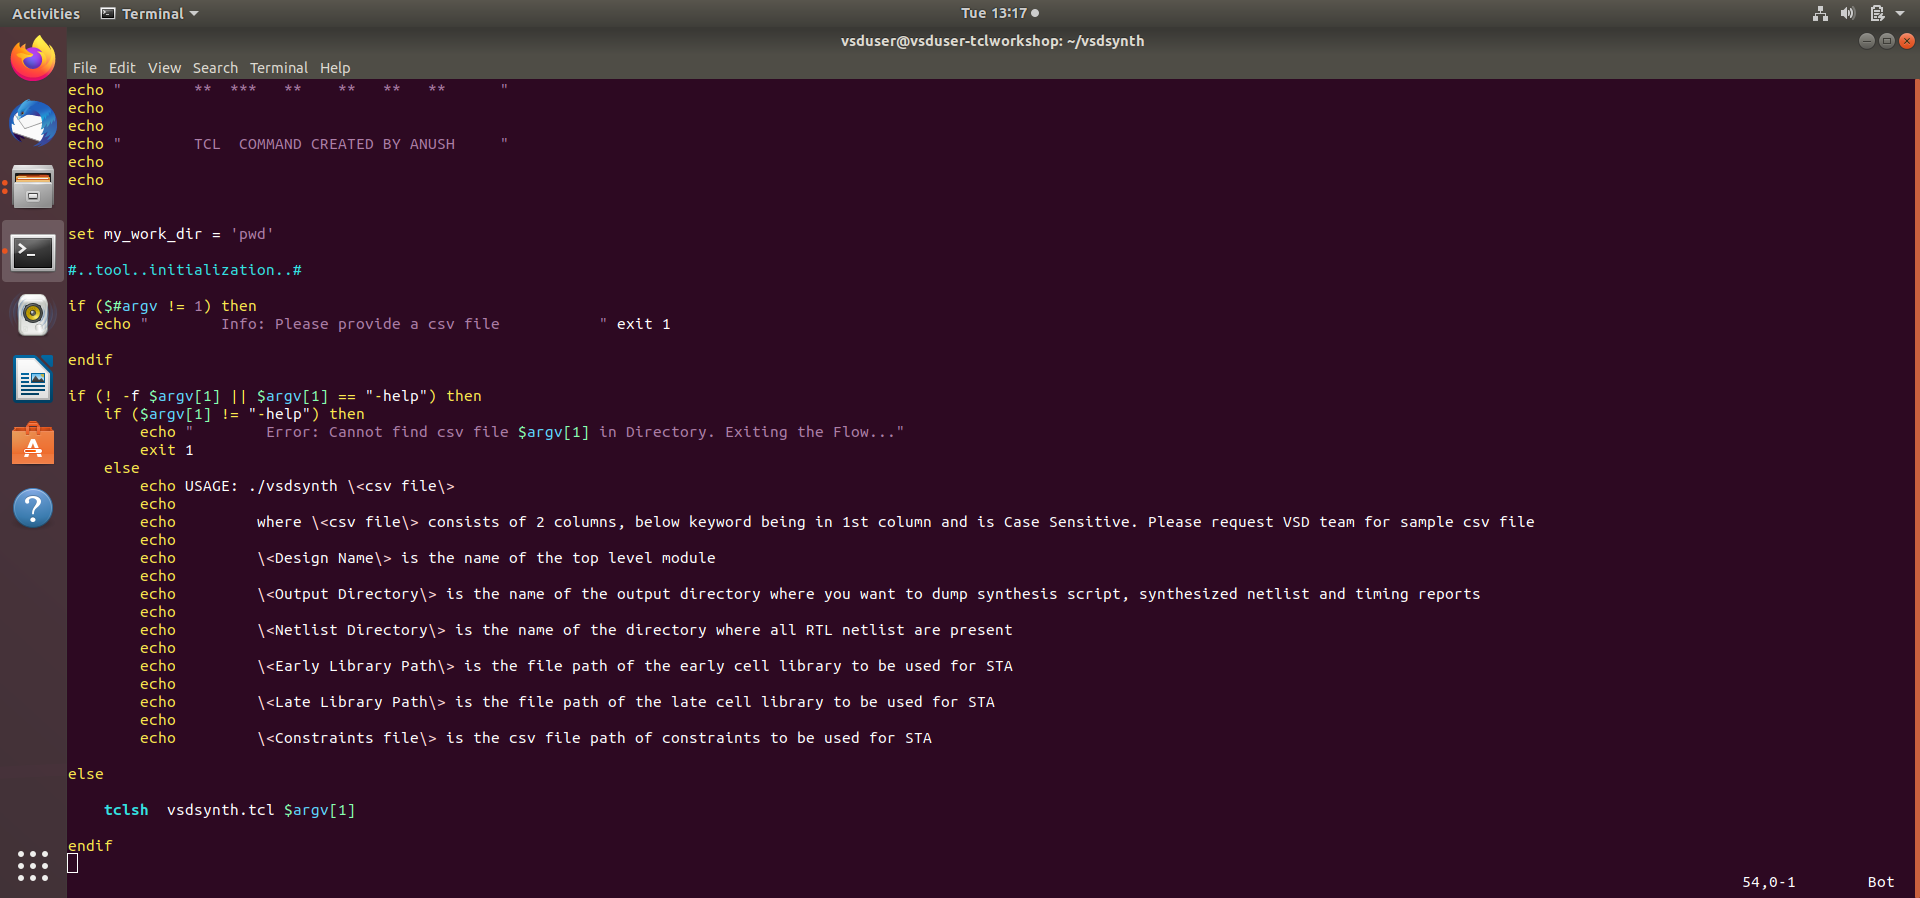 Activities Terminal Tue 13:17
vsduser@vsduser-tclworkshop: ~/vsdsynth
File Edit View Search Terminal Help
echo "        **  ***   **    **   **   **      "
echo
echo
echo "        TCL  COMMAND CREATED BY ANUSH     "
echo
echo
set my_work_dir = 'pwd'
#..tool..initialization..#
if ($#argv != 1) then
   echo "        Info: Please provide a csv file           " exit 1
endif
if (! -f $argv[1] || $argv[1] == "-help") then
    if ($argv[1] != "-help") then
        echo "        Error: Cannot find csv file $argv[1] in Directory. Exiting the Flow..."
        exit 1
    else
        echo USAGE: ./vsdsynth \<csv file\>
        echo
        echo         where \<csv file\> consists of 2 columns, below keyword being in 1st column and is Case Sensitive. Please request VSD team for sample csv file
        echo
        echo         \<Design Name\> is the name of the top level module
        echo
        echo         \<Output Directory\> is the name of the output directory where you want to dump synthesis script, synthesized netlist and timing reports
        echo
        echo         \<Netlist Directory\> is the name of the directory where all RTL netlist are present
        echo
        echo         \<Early Library Path\> is the file path of the early cell library to be used for STA
        echo
        echo         \<Late Library Path\> is the file path of the late cell library to be used for STA
        echo
        echo         \<Constraints file\> is the csv file path of constraints to be used for STA
else
    tclsh  vsdsynth.tcl $argv[1]
endif
54,0-1 Bot